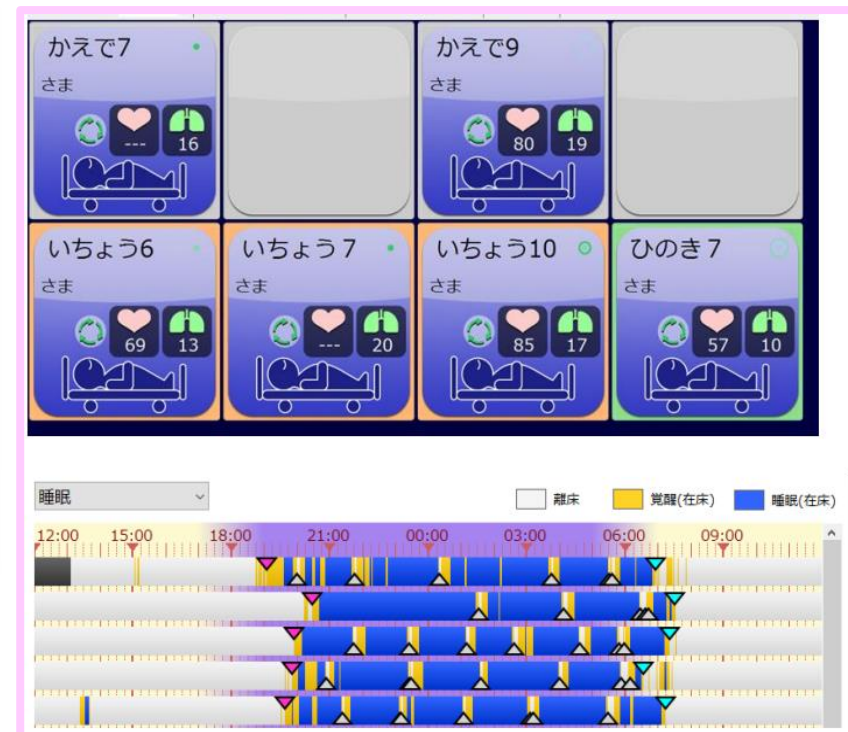 かえで7
さま
--- 16
かえで9
さま
80 19
いちょう6
さま
69 13
いちょう7
さま
--- 20
いちょう10
さま
85 17
ひのき7
さま
57 10
睡眠
離床 覚醒(在床) 睡眠(在床)
12:00 15:00 18:00 21:00 00:00 03:00 06:00 09:00